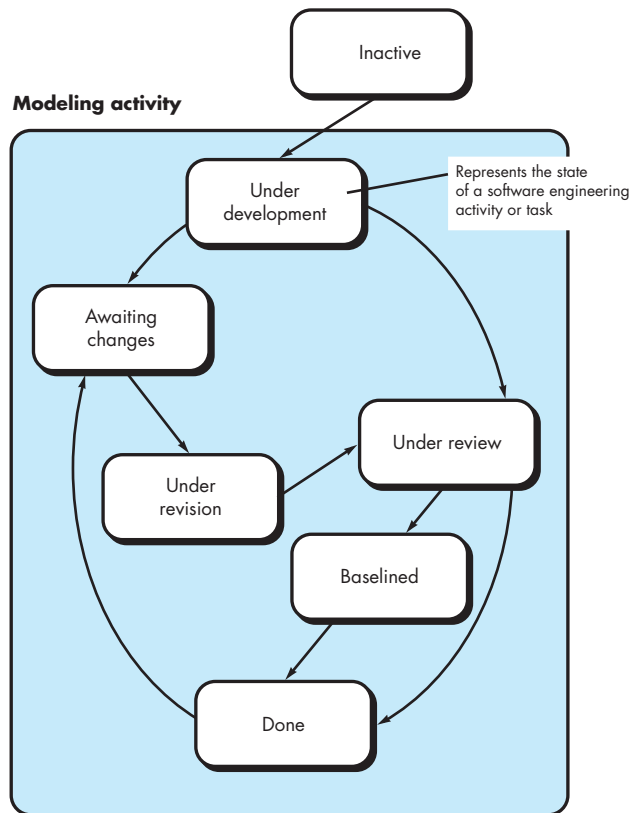 Inactive
Modeling activity
Under
development
Represents the state
of a software engineering
activity or task
Awaiting
changes
Under review
Under
revision
Baselined
Done